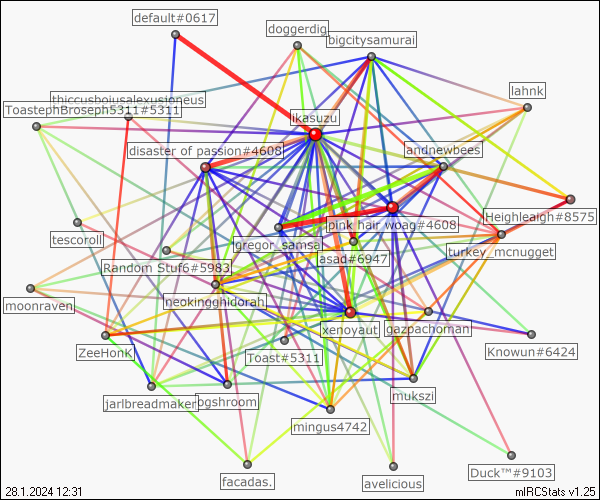 default#0617
doggerdig
bigcitysamurai
lahnk
thiccusbojusalexusioneus
ToastephBroseph5311#5311
ikasuzu
disaster of passion#4608
andnewbees
Heighleaigh#8575
pink hair woag#4608
tescoroll
gregor_samsa
turkey_mcnugget
asad#6947
Random Stuf6#5983
moonraven
neokingghidorah
xenoyaut
gazpachoman
ZeeHonK
Toast#5311
Knowun#6424
mukszi
jarlbreadmaker
ogshroom
mingus4742
Duck™#9103
facadas.
avelicious
28.1.2024 12:31
mIRCStats v1.25